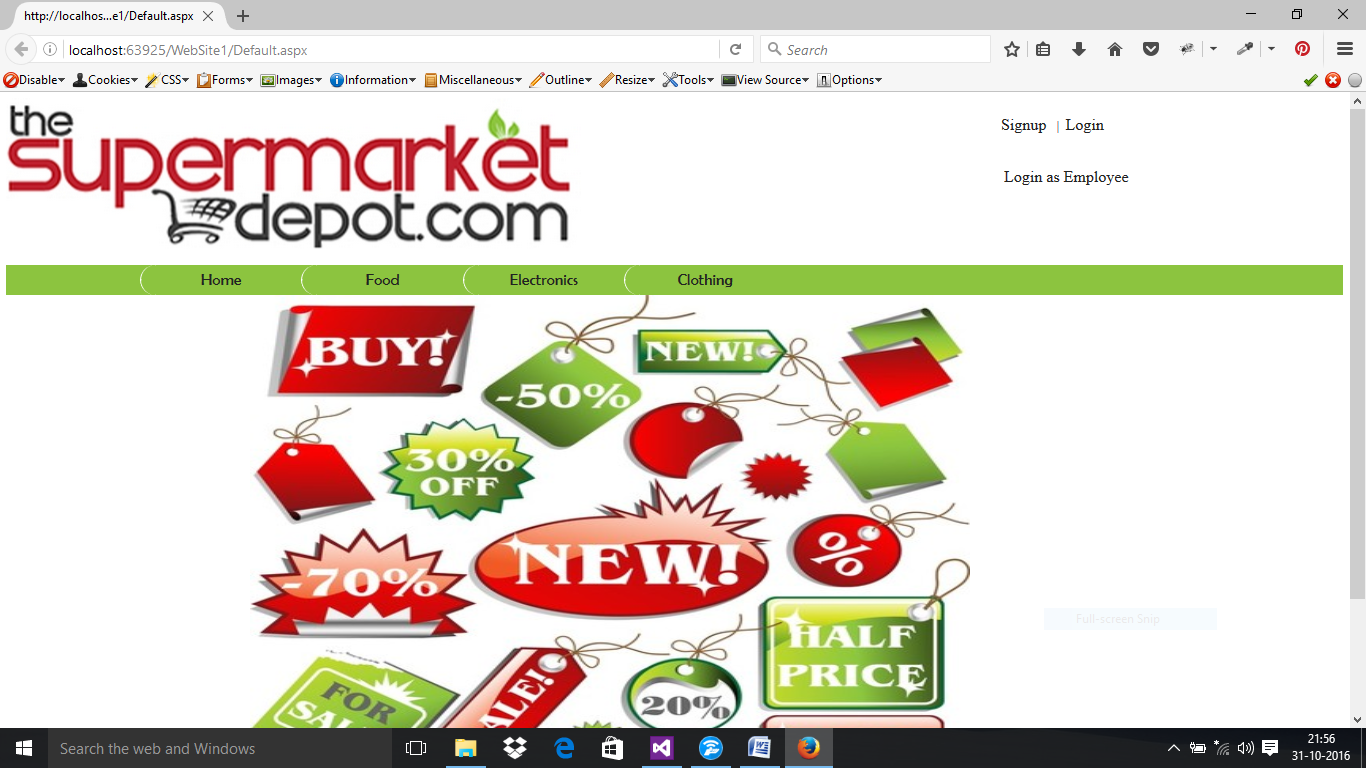 http://localhos...e1/Default.aspx
localhost:63925/WebSite1/Default.aspx
Search
Disable Cookies CSS Forms Images Information Miscellaneous Outline Resize Tools View Source Options
the
supermarket
depot.com
Signup | Login
Login as Employee
Home Food Electronics Clothing
BUY!
-50%
NEW!
30%
OFF
-70%
NEW!
%
HALF
PRICE
FOR
20%
Full-screen Snip
Search the web and Windows
21:56
31-10-2016